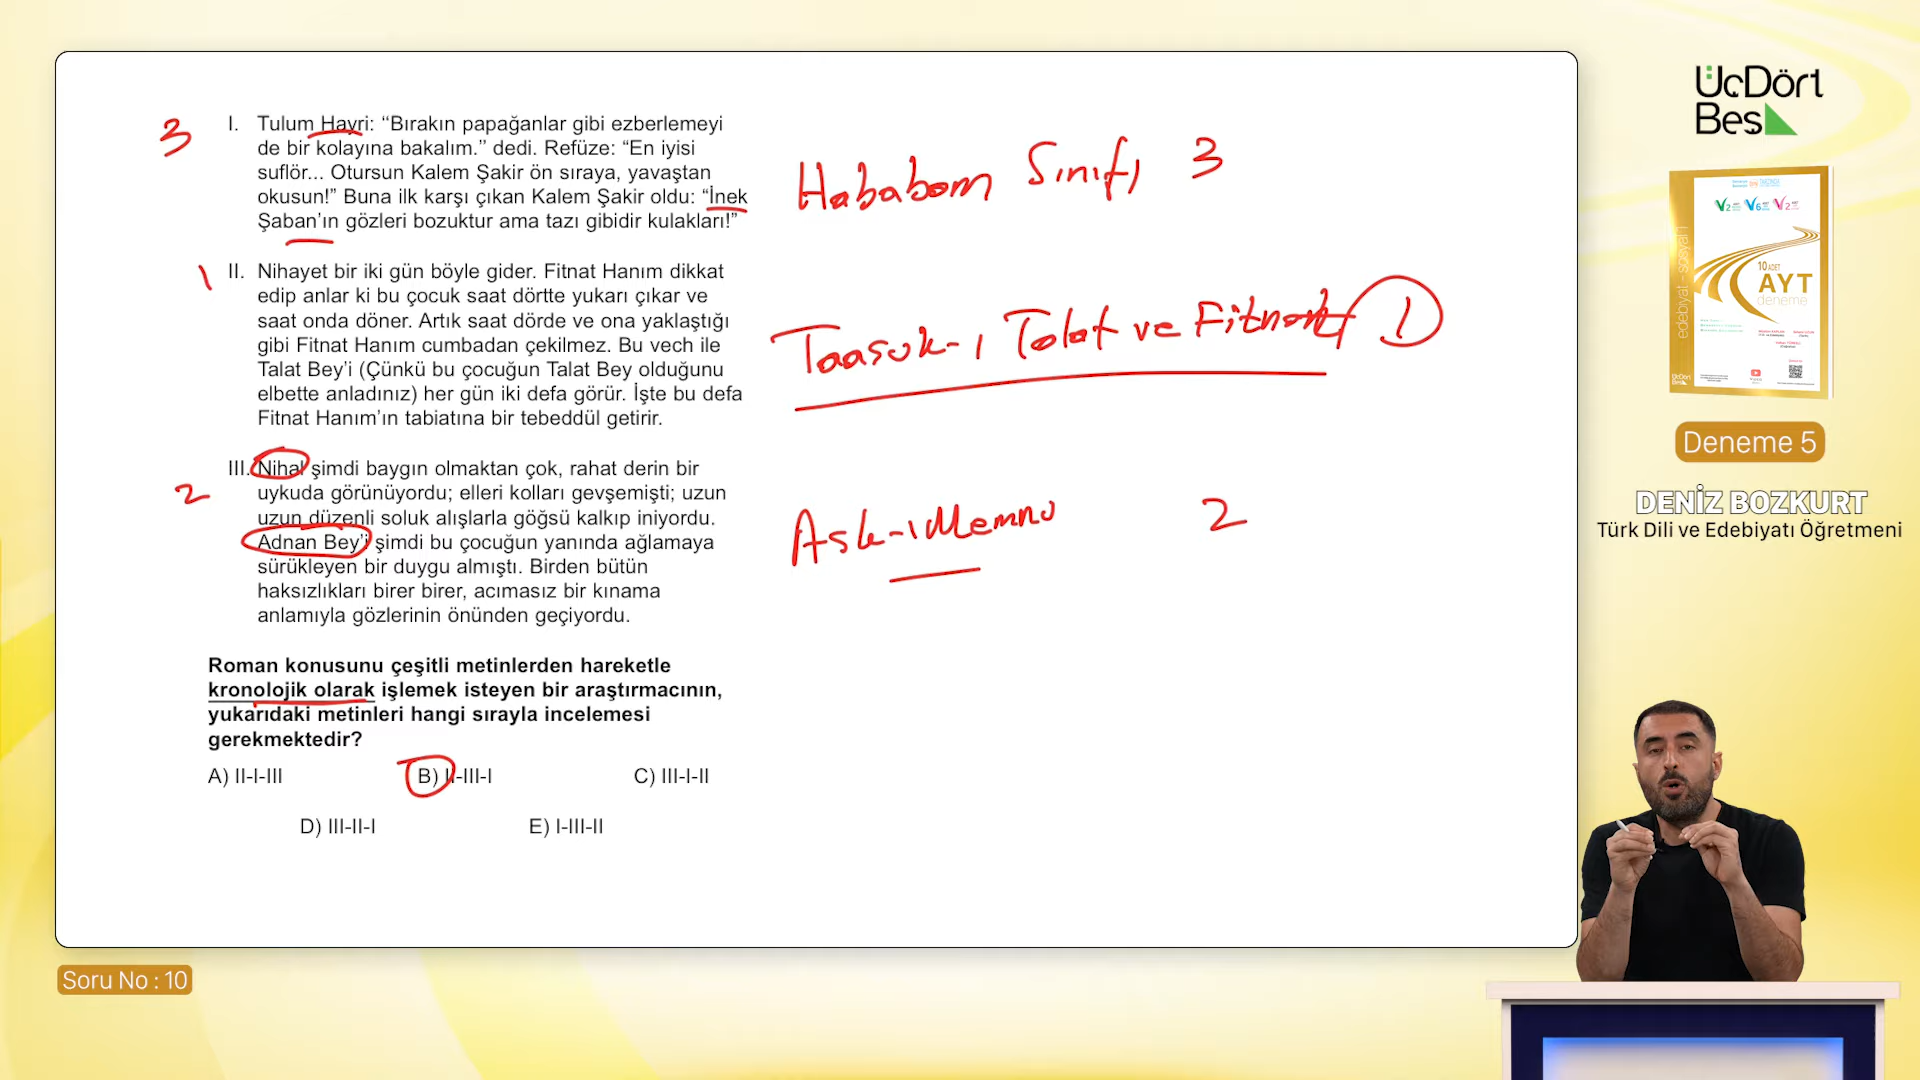 3
I. Tulum Hayri: “Bırakın papağanlar gibi ezberlemeyi
de bir kolayına bakalım.” dedi. Refüze: “En iyisi
suflör... Otursun Kalem Şakir ön sıraya, yavaştan
okusun!” Buna ilk karşı çıkan Kalem Şakir oldu: “İnek
Şaban’ın gözleri bozuktur ama tazı gibidir kulakları!”
Hababam Sınıfı 3
1
II. Nihayet bir iki gün böyle gider. Fitnat Hanım dikkat
edip anlar ki bu çocuk saat dörtte yukarı çıkar ve
saat onda döner. Artık saat dörde ve ona yaklaştığı
gibi Fitnat Hanım cumbadan çekilmez. Bu vech ile
Talat Bey’i (Çünkü bu çocuğun Talat Bey olduğunu
elbette anladınız) her gün iki defa görür. İşte bu defa
Fitnat Hanım’ın tabiatına bir tebeddül getirir.
Taaşuk-ı Talat ve Fitnat 1
2
III. Nihal şimdi baygın olmaktan çok, rahat derin bir
uykuda görünüyordu; elleri kolları gevşemişti; uzun
uzun düzenli soluk alışlarla göğsü kalkıp iniyordu.
Adnan Bey’i şimdi bu çocuğun yanında ağlamaya
sürükleyen bir duygu almıştı. Birden bütün
haksızlıkları birer birer, acımasız bir kınama
anlamıyla gözlerinin önünden geçiyordu.
Aşk-ı Memnu 2
Roman konusunu çeşitli metinlerden hareketle
kronolojik olarak işlemek isteyen bir araştırmacının,
yukarıdaki metinleri hangi sırayla incelemesi
gerekmektedir?
A) II-I-III B) II-III-I C) III-I-II
D) III-II-I E) I-III-II
Soru No : 10
ÜçDört
Beş
10 ADET
AYT
deneme
edebiyat - sosyal 1
ÜçDört
Beş
Deneme 5
DENİZ BOZKURT
Türk Dili ve Edebiyatı Öğretmeni